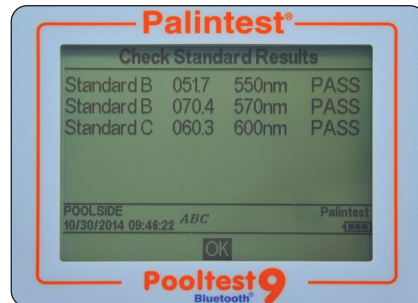 Palintest®
Check Standard Results
Standard B 051.7 550nm PASS
Standard B 070.4 570nm PASS
Standard C 060.3 600nm PASS
POOLSIDE
10/30/2014 09:46:22 ABC Palintest
OK
Pooltest 9
Bluetooth®